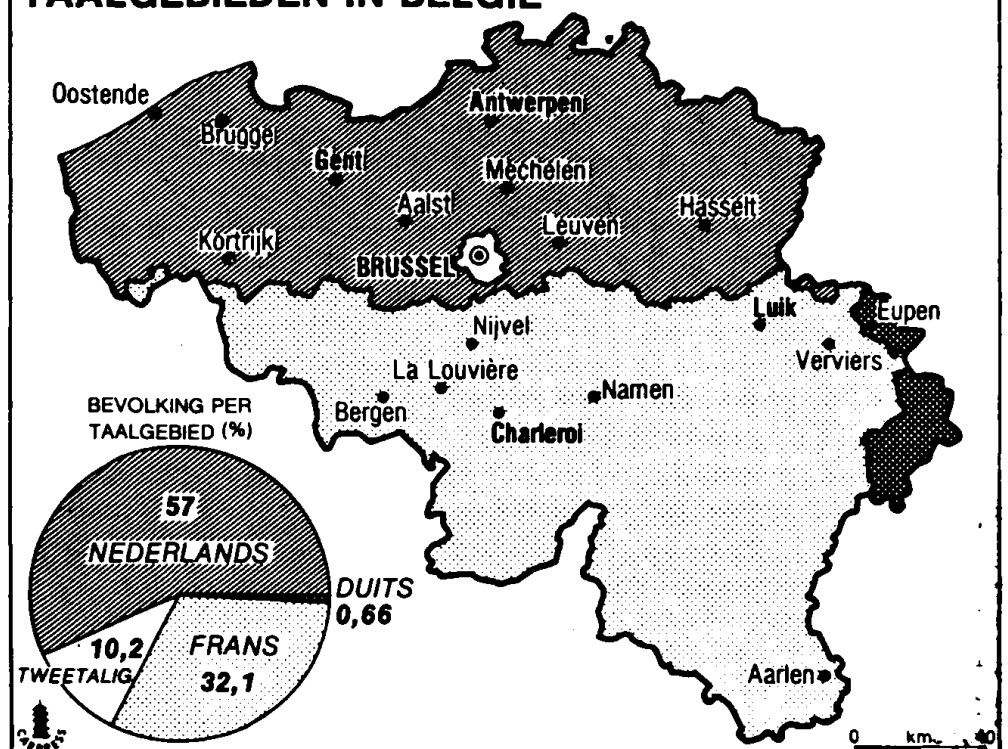 TAALGEBIEDEN IN BELGIË
Oostende
Brugge
Antwerpen
Gent
Mechelen
Aalst
Hasselt
Leuven
Kortrijk
BRUSSEL
Luik
Eupen
Nijvel
Verviers
La Louvière
Namen
Bergen
Charleroi
BEVOLKING PER
TAALGEBIED (%)
57
NEDERLANDS
DUITS
0,66
10,2
TWEETALIG
FRANS
32,1
Aarlen
0 km